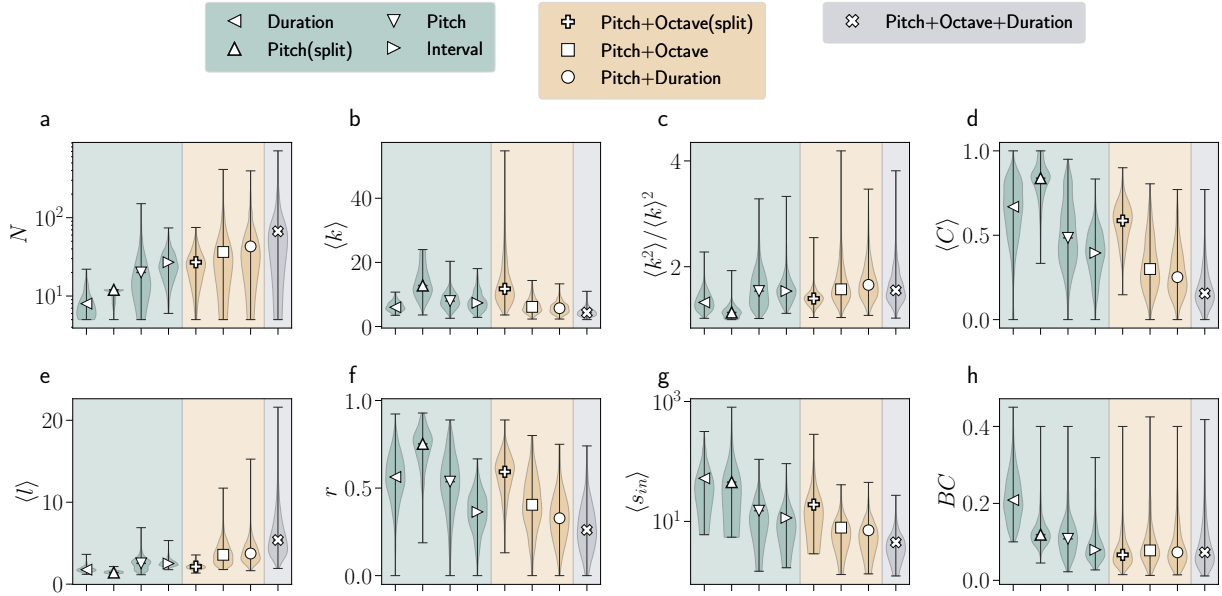 Duration
Pitch
Pitch(split)
Interval
Pitch+Octave(split)
Pitch+Octave
Pitch+Duration
Pitch+Octave+Duration
a
b
c
d
N
10²
10¹
⟨k⟩
40
20
0
⟨k²⟩/⟨k⟩²
4
2
⟨C⟩
1.0
0.5
0.0
e
f
g
h
⟨l⟩
20
10
0
r
1.0
0.5
0.0
⟨s_in⟩
10³
10¹
BC
0.4
0.2
0.0